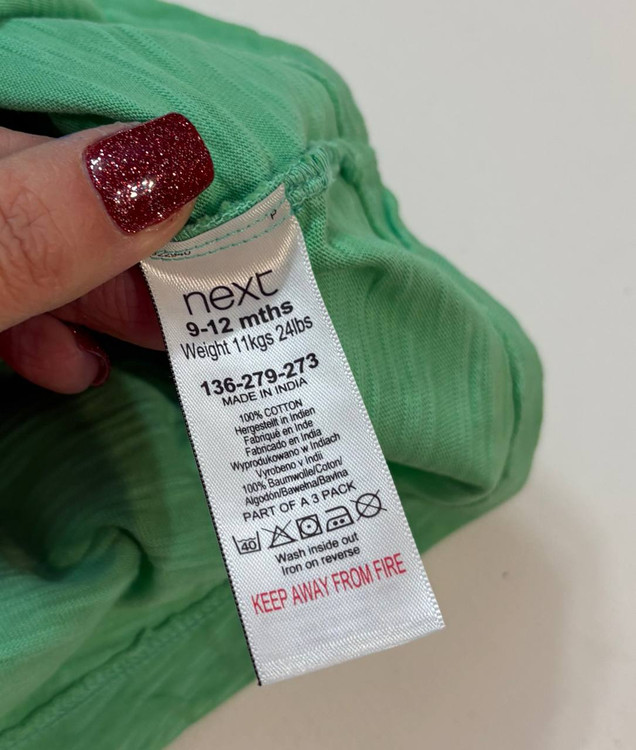 P
next
9-12 mths
Weight 11kgs 24lbs
136-279-273
MADE IN INDIA
100% COTTON
Hergestellt in Indien
Fabriqué en Inde
Fabricado en India
Wyprodukowano w Indiach
Vyrobeno v Indii
100% Baumwolle/Coton/
Algodón/Bawełna/Bavlna
PART OF A 3 PACK
40
Wash inside out
Iron on reverse
KEEP AWAY FROM FIRE